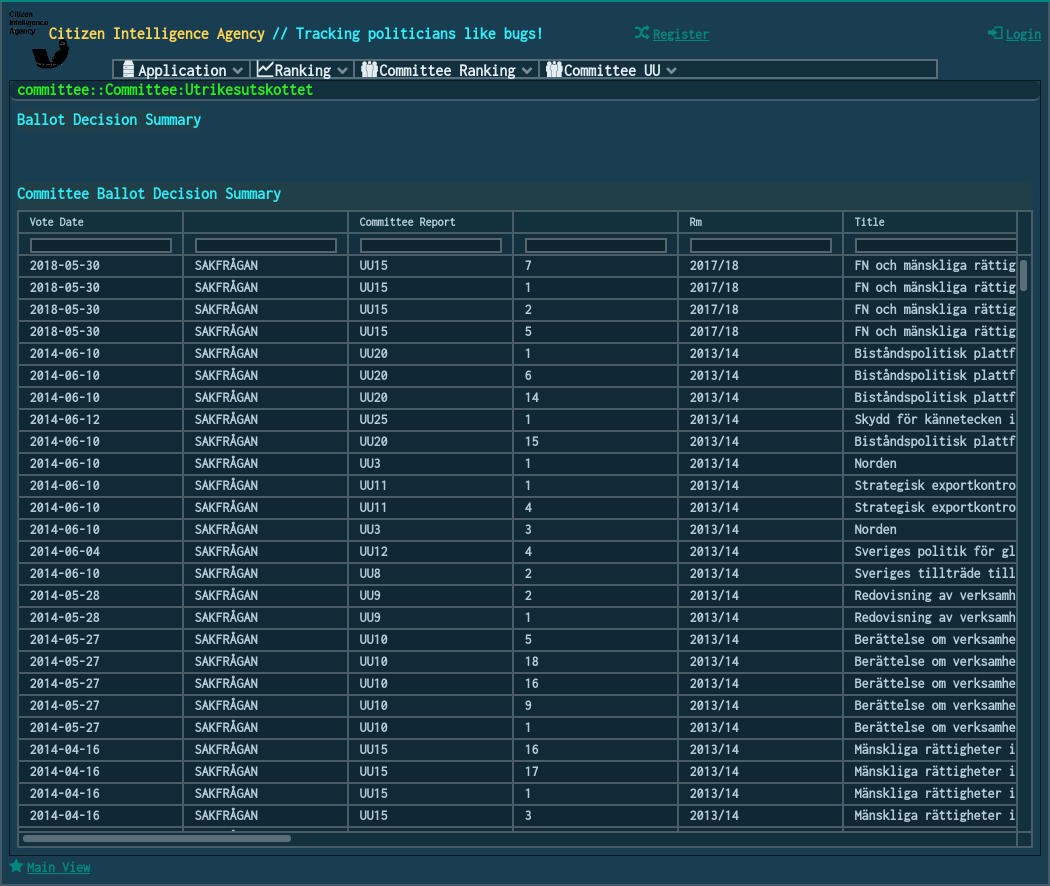 Citizen
Intelligence
Agency
Citizen Intelligence Agency // Tracking politicians like bugs!
Register
Login
Application Ranking Committee Ranking Committee UU
committee::Committee:Utrikesutskottet
Ballot Decision Summary
Committee Ballot Decision Summary
Vote Date Committee Report Rm Title
2018-05-30 SAKFRÅGAN UU15 7 2017/18 FN och mänskliga rättig
2018-05-30 SAKFRÅGAN UU15 1 2017/18 FN och mänskliga rättig
2018-05-30 SAKFRÅGAN UU15 2 2017/18 FN och mänskliga rättig
2018-05-30 SAKFRÅGAN UU15 5 2017/18 FN och mänskliga rättig
2014-06-10 SAKFRÅGAN UU20 1 2013/14 Biståndspolitisk plattf
2014-06-10 SAKFRÅGAN UU20 6 2013/14 Biståndspolitisk plattf
2014-06-10 SAKFRÅGAN UU20 14 2013/14 Biståndspolitisk plattf
2014-06-12 SAKFRÅGAN UU25 1 2013/14 Skydd för kännetecken i
2014-06-10 SAKFRÅGAN UU20 15 2013/14 Biståndspolitisk plattf
2014-06-10 SAKFRÅGAN UU3 1 2013/14 Norden
2014-06-10 SAKFRÅGAN UU11 1 2013/14 Strategisk exportkontro
2014-06-10 SAKFRÅGAN UU11 4 2013/14 Strategisk exportkontro
2014-06-10 SAKFRÅGAN UU3 3 2013/14 Norden
2014-06-04 SAKFRÅGAN UU12 4 2013/14 Sveriges politik för gl
2014-06-10 SAKFRÅGAN UU8 2 2013/14 Sveriges tillträde till
2014-05-28 SAKFRÅGAN UU9 2 2013/14 Redovisning av verksamh
2014-05-28 SAKFRÅGAN UU9 1 2013/14 Redovisning av verksamh
2014-05-27 SAKFRÅGAN UU10 5 2013/14 Berättelse om verksamhe
2014-05-27 SAKFRÅGAN UU10 18 2013/14 Berättelse om verksamhe
2014-05-27 SAKFRÅGAN UU10 16 2013/14 Berättelse om verksamhe
2014-05-27 SAKFRÅGAN UU10 9 2013/14 Berättelse om verksamhe
2014-05-27 SAKFRÅGAN UU10 1 2013/14 Berättelse om verksamhe
2014-04-16 SAKFRÅGAN UU15 16 2013/14 Mänskliga rättigheter i
2014-04-16 SAKFRÅGAN UU15 17 2013/14 Mänskliga rättigheter i
2014-04-16 SAKFRÅGAN UU15 1 2013/14 Mänskliga rättigheter i
2014-04-16 SAKFRÅGAN UU15 3 2013/14 Mänskliga rättigheter i
Main View